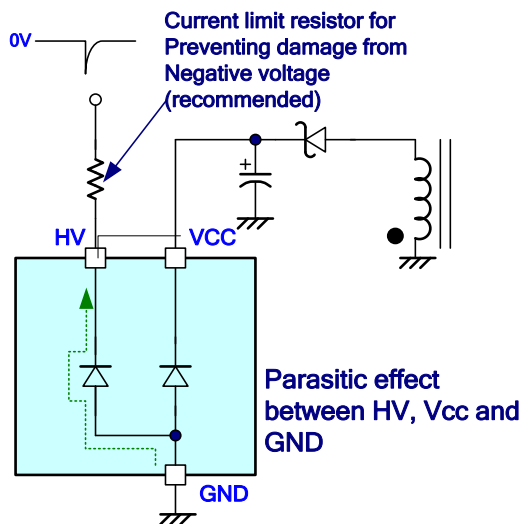 Current limit resistor for
Preventing damage from
Negative voltage
(recommended)
0V
+
HV
VCC
Parasitic effect
between HV, Vcc and
GND
GND